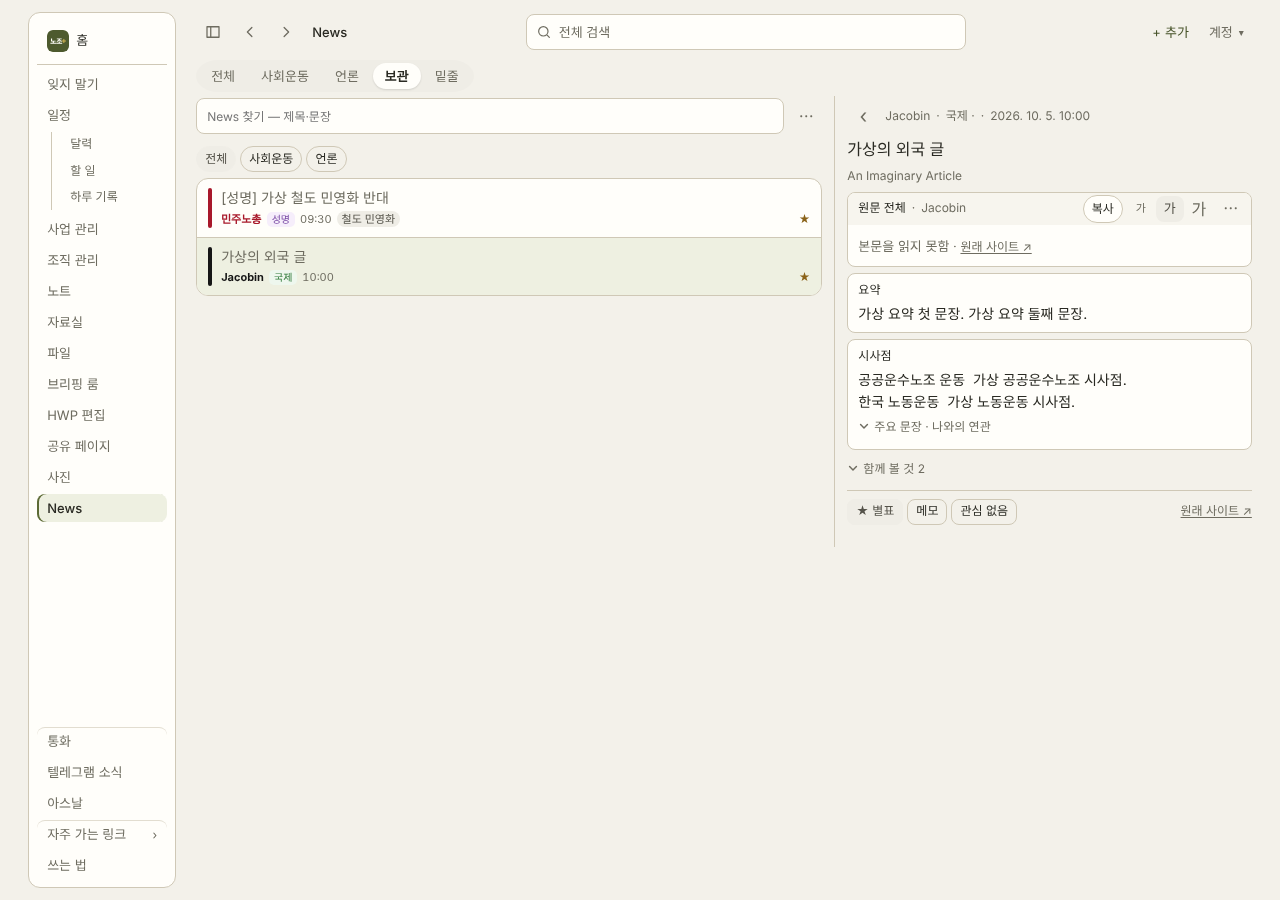 노조+ 홈
잊지 말기
일정
달력
할 일
하루 기록
사업 관리
조직 관리
노트
자료실
파일
브리핑 룸
HWP 편집
공유 페이지
사진
News
통화
텔레그램 소식
아스날
자주 가는 링크 ›
쓰는 법
News
전체 검색
+ 추가 계정 ▾
전체 사회운동 언론 보관 밑줄
News 찾기 — 제목·문장 ⋯
전체 사회운동 언론
[성명] 가상 철도 민영화 반대
민주노총 성명 09:30 철도 민영화 ★
가상의 외국 글
Jacobin 국제 10:00 ★
Jacobin · 국제 · · 2026. 10. 5. 10:00
가상의 외국 글
An Imaginary Article
원문 전체 · Jacobin 복사 가 가 가 ⋯
본문을 읽지 못함 · 원래 사이트 ↗
요약
가상 요약 첫 문장. 가상 요약 둘째 문장.
시사점
공공운수노조 운동 가상 공공운수노조 시사점.
한국 노동운동 가상 노동운동 시사점.
주요 문장 · 나와의 연관
함께 볼 것 2
★ 별표 메모 관심 없음 원래 사이트 ↗